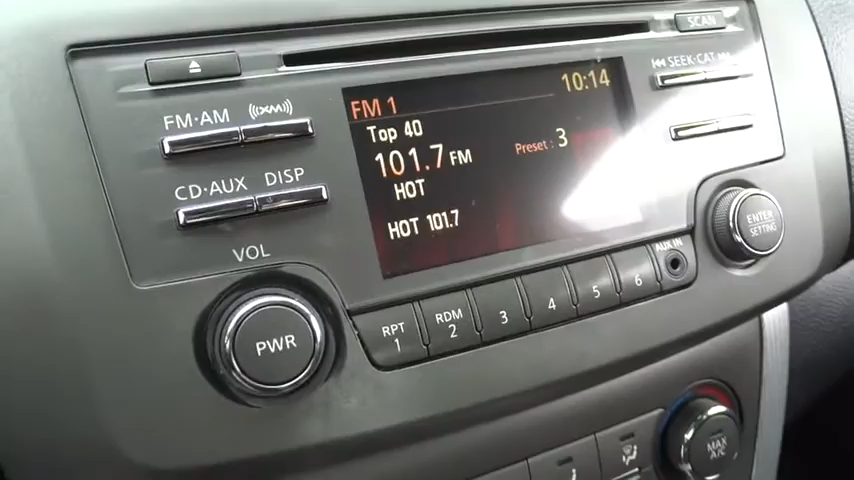 SCAN
SEEK·CAT
FM·AM
XM
CD·AUX
DISP
VOL
PWR
FM 1
10:14
Top 40
101.7 FM
Preset : 3
HOT
HOT 101.7
AUX IN
ENTER
SETTING
RPT
1
RDM
2
3
4
5
6
MAX
A/C